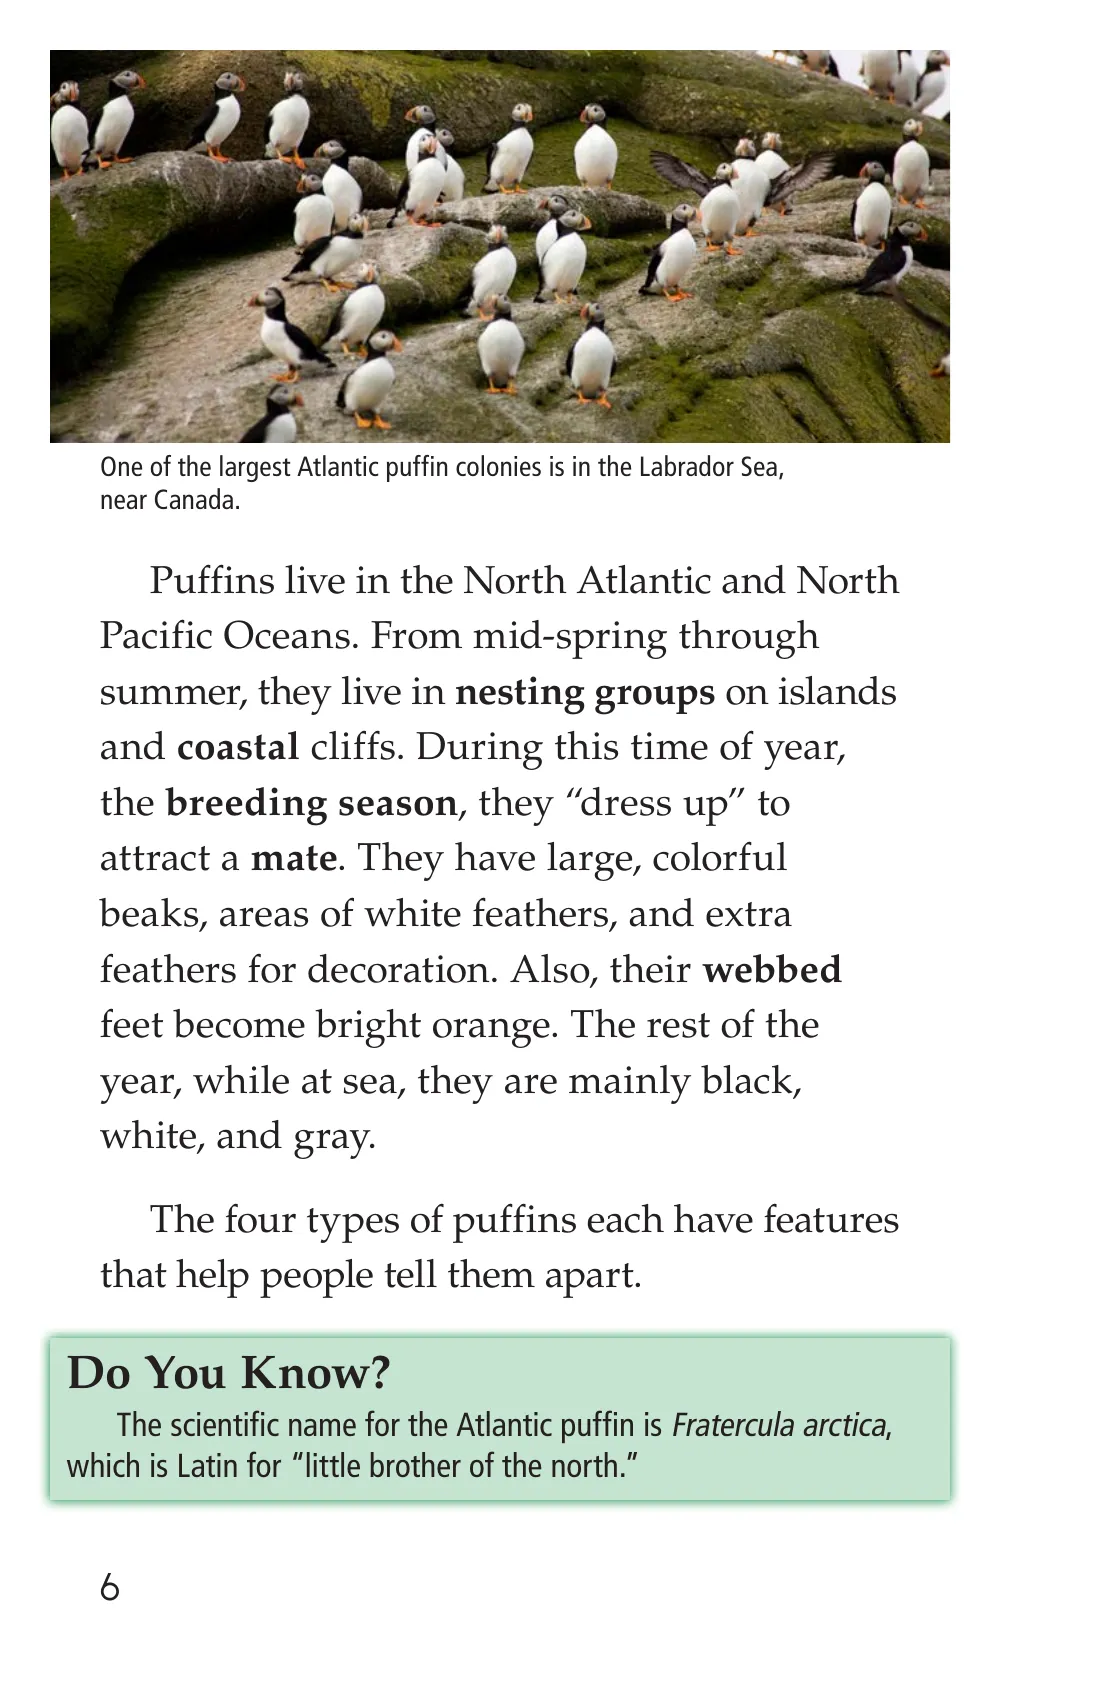 One of the largest Atlantic puffin colonies is in the Labrador Sea,
near Canada.
Puffins live in the North Atlantic and North
Pacific Oceans. From mid-spring through
summer, they live in nesting groups on islands
and coastal cliffs. During this time of year,
the breeding season, they “dress up” to
attract a mate. They have large, colorful
beaks, areas of white feathers, and extra
feathers for decoration. Also, their webbed
feet become bright orange. The rest of the
year, while at sea, they are mainly black,
white, and gray.
The four types of puffins each have features
that help people tell them apart.
Do You Know?
The scientific name for the Atlantic puffin is Fratercula arctica,
which is Latin for “little brother of the north.”
6